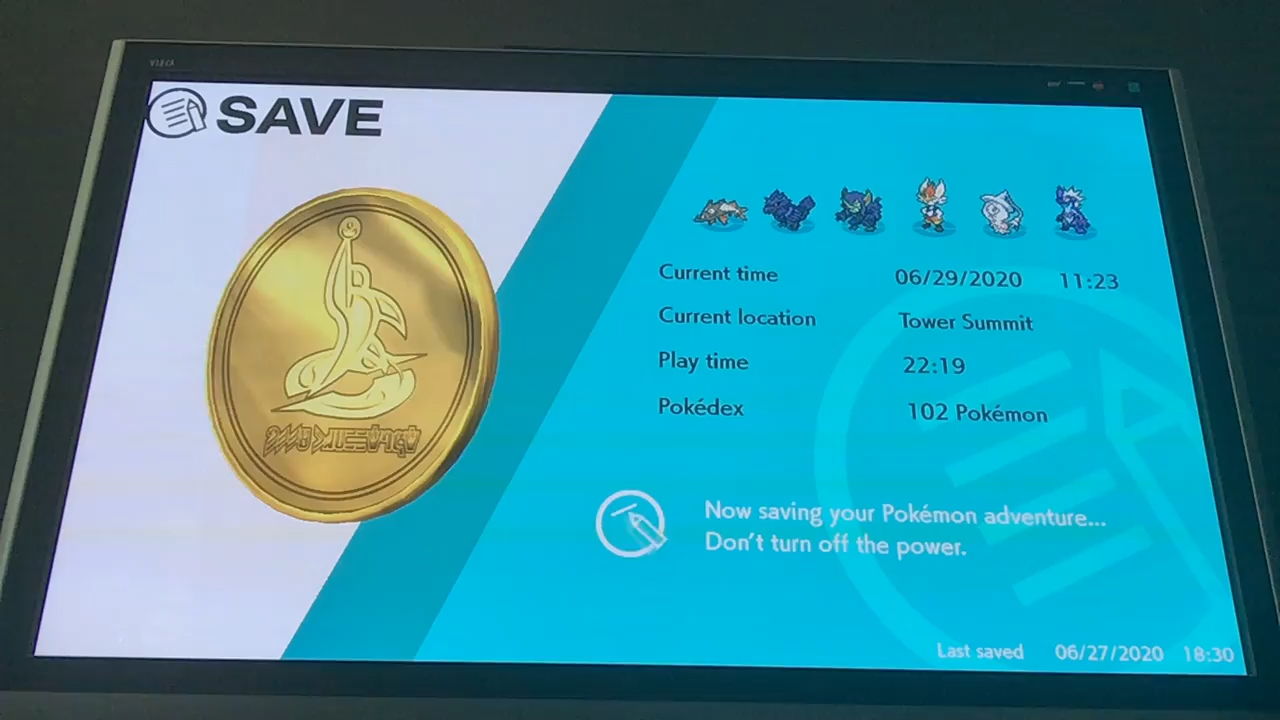 VIERA
SAVE
Current time 06/29/2020 11:23
Current location Tower Summit
Play time 22:19
Pokédex 102 Pokémon
Now saving your Pokémon adventure...
Don't turn off the power.
Last saved 06/27/2020 18:30